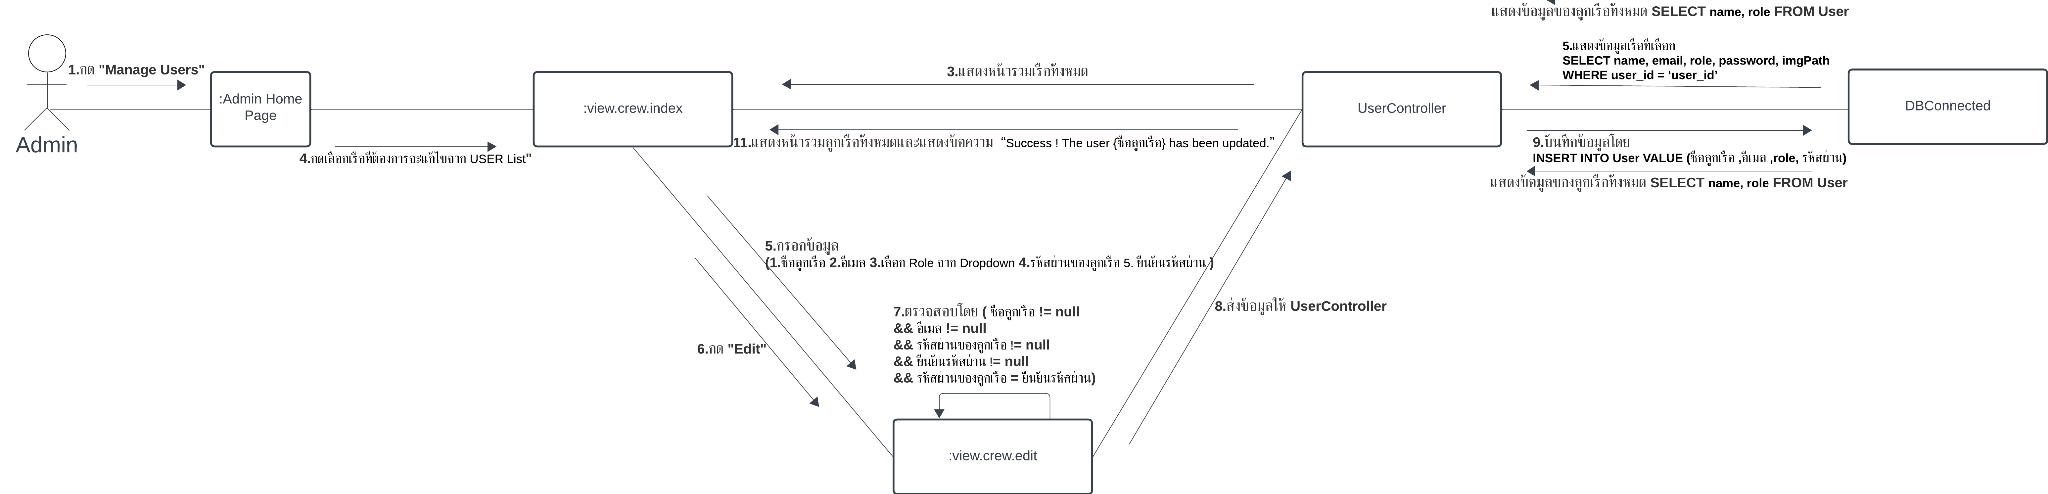 แสดงข้อมูลของลูกเรือทั้งหมด SELECT name, role FROM User
1.กด "Manage Users"
Admin
:Admin Home
Page
4.กดเลือกเรือที่ต้องการจะแก้ไขจาก USER List"
:view.crew.index
3.แสดงหน้ารวมเรือทั้งหมด
11.แสดงหน้ารวมลูกเรือทั้งหมดและแสดงข้อความ “Success ! The user {ชื่อลูกเรือ} has been updated.”
UserController
5.แสดงข้อมูลเรือที่เลือก
SELECT name, email, role, password, imgPath
WHERE user_id = ‘user_id’
DBConnected
9.บันทึกข้อมูลโดย
INSERT INTO User VALUE (ชื่อลูกเรือ ,อีเมล ,role, รหัสผ่าน)
แสดงข้อมูลของลูกเรือทั้งหมด SELECT name, role FROM User
5.กรอกข้อมูล
(1.ชื่อลูกเรือ 2.อีเมล 3.เลือก Role จาก Dropdown 4.รหัสผ่านของลูกเรือ 5. ยืนยันรหัสผ่าน )
6.กด "Edit"
7.ตรวจสอบโดย ( ชื่อลูกเรือ != null
&& อีเมล != null
&& รหัสผ่านของลูกเรือ != null
&& ยืนยันรหัสผ่าน != null
&& รหัสผ่านของลูกเรือ = ยืนยันรหัสผ่าน)
8.ส่งข้อมูลให้ UserController
:view.crew.edit